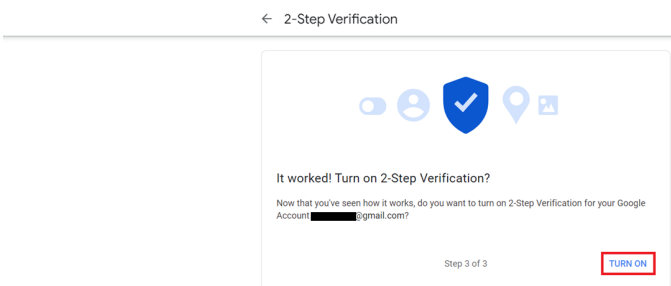 2-Step Verification
It worked! Turn on 2-Step Verification?
Now that you've seen how it works, do you want to turn on 2-Step Verification for your Google
Account @gmail.com?
Step 3 of 3
TURN ON